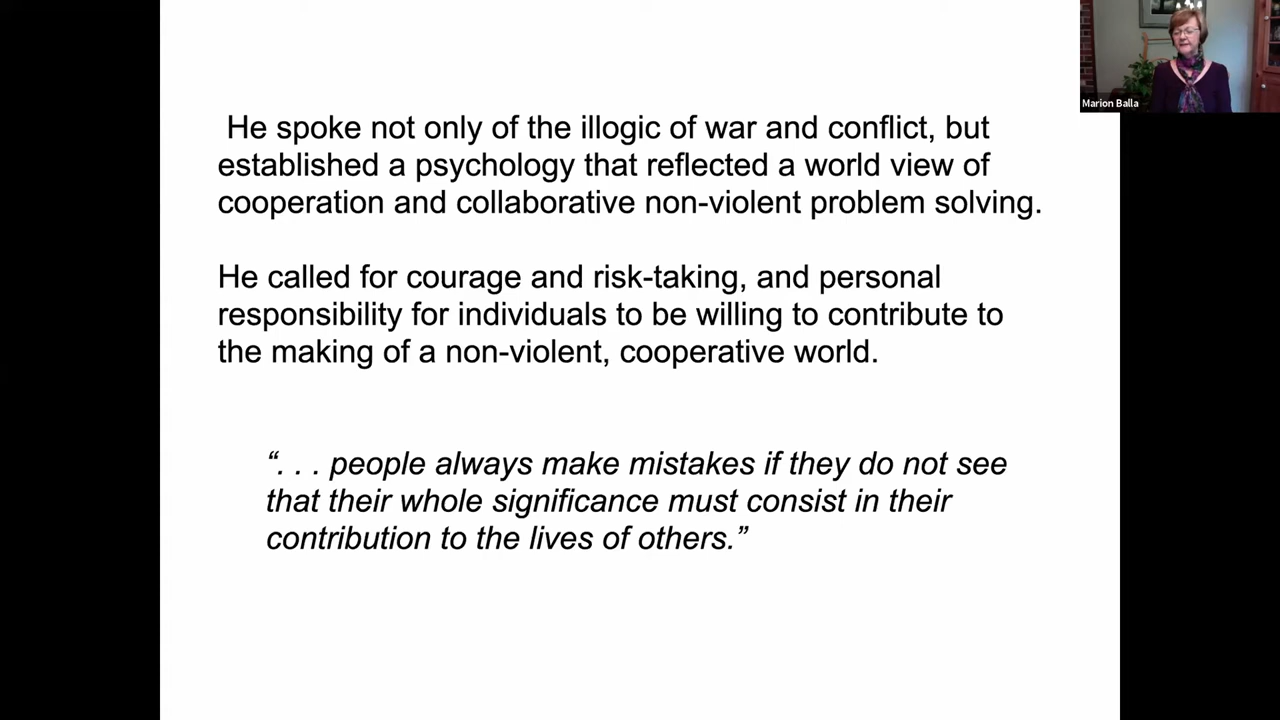 Marion Balla
He spoke not only of the illogic of war and conflict, but
established a psychology that reflected a world view of
cooperation and collaborative non-violent problem solving.
He called for courage and risk-taking, and personal
responsibility for individuals to be willing to contribute to
the making of a non-violent, cooperative world.
“. . . people always make mistakes if they do not see
that their whole significance must consist in their
contribution to the lives of others.”